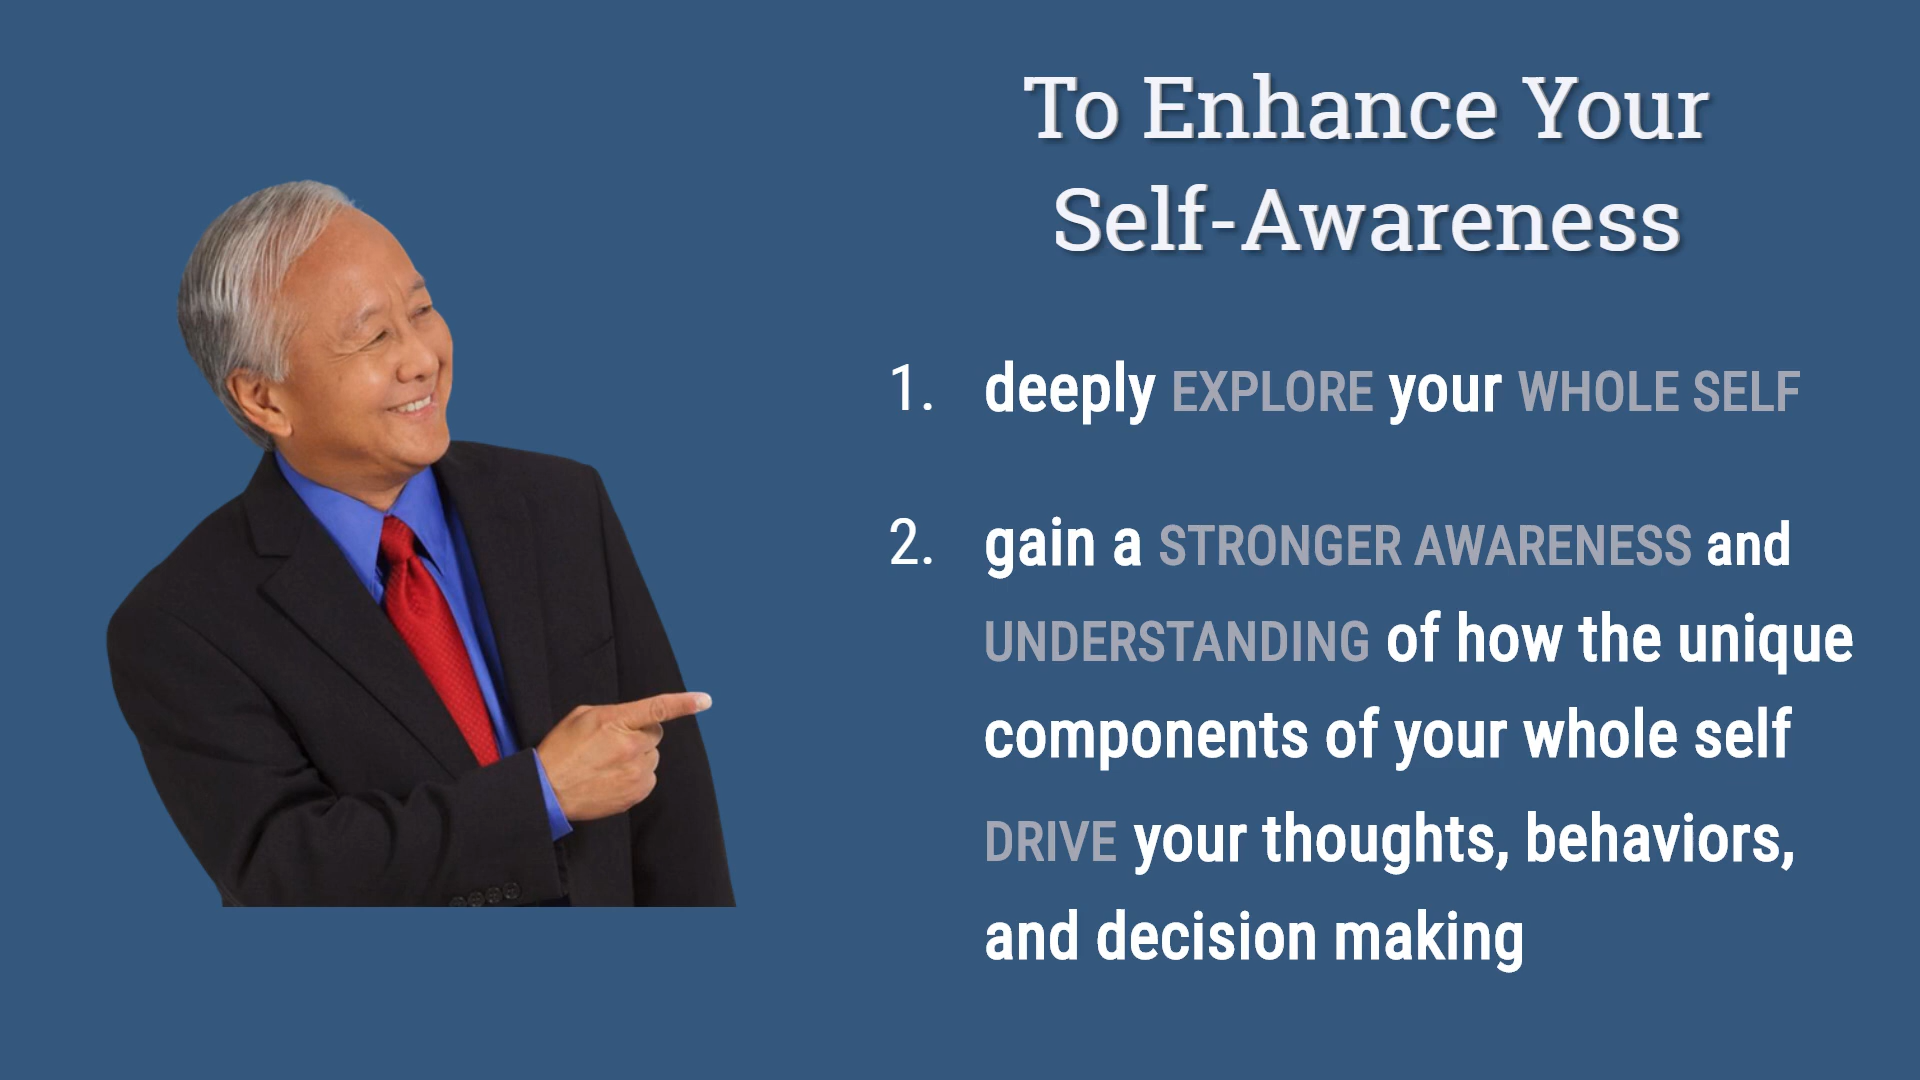 To Enhance Your
Self-Awareness
1. deeply EXPLORE your WHOLE SELF
2. gain a STRONGER AWARENESS and
UNDERSTANDING of how the unique
components of your whole self
DRIVE your thoughts, behaviors,
and decision making